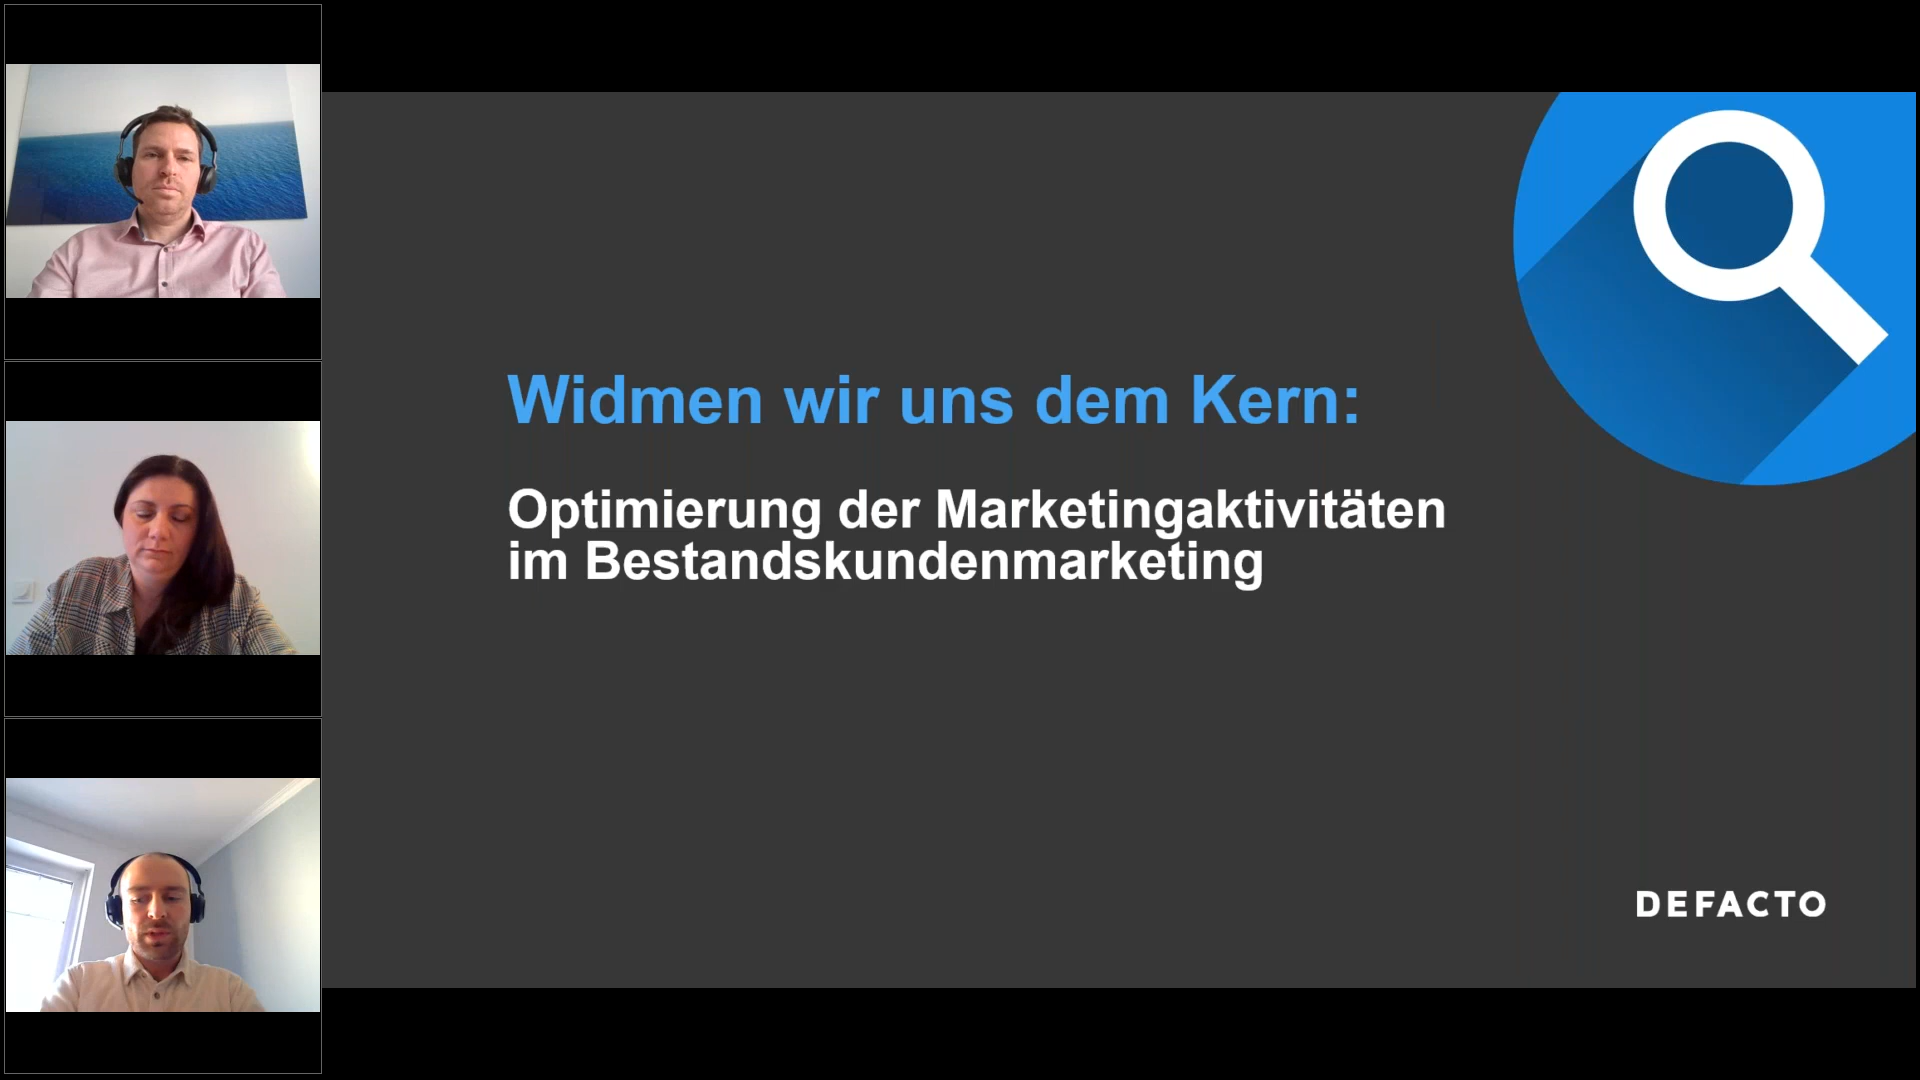 Widmen wir uns dem Kern:
Optimierung der Marketingaktivitäten
im Bestandskundenmarketing
DEFACTO